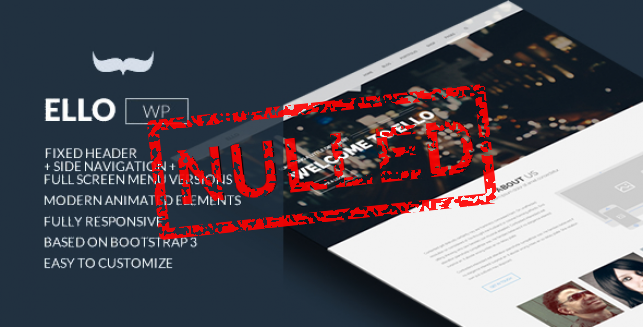 ELLO WP
FIXED HEADER
+ SIDE NAVIGATION +
FULL SCREEN MENU VERSIONS
MODERN ANIMATED ELEMENTS
FULLY RESPONSIVE
BASED ON BOOTSTRAP 3
EASY TO CUSTOMIZE
NULLED
WELCOME TO ELLO
ABOUT US